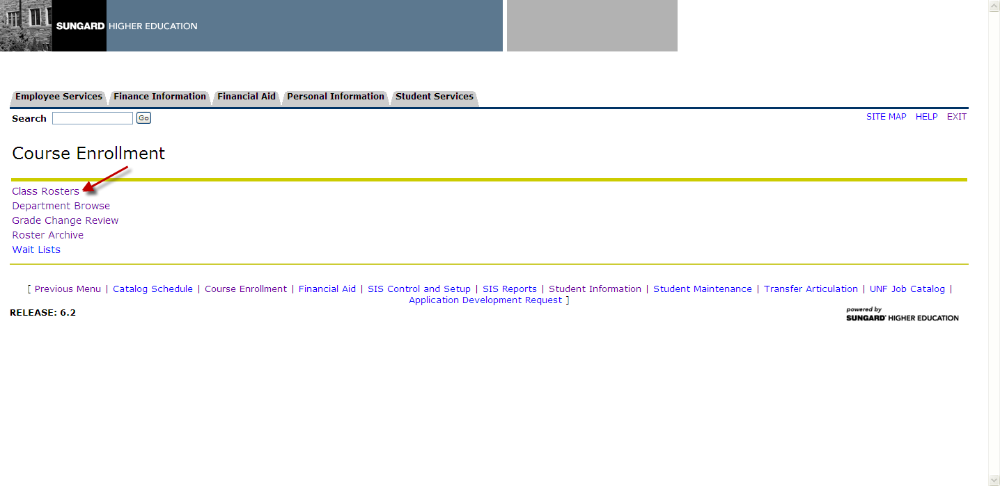 SUNGARD HIGHER EDUCATION
Employee Services Finance Information Financial Aid Personal Information Student Services
Search Go SITE MAP HELP EXIT
Course Enrollment
Class Rosters
Department Browse
Grade Change Review
Roster Archive
Wait Lists
[ Previous Menu | Catalog Schedule | Course Enrollment | Financial Aid | SIS Control and Setup | SIS Reports | Student Information | Student Maintenance | Transfer Articulation | UNF Job Catalog |
Application Development Request ]
RELEASE: 6.2
powered by
SUNGARD' HIGHER EDUCATION